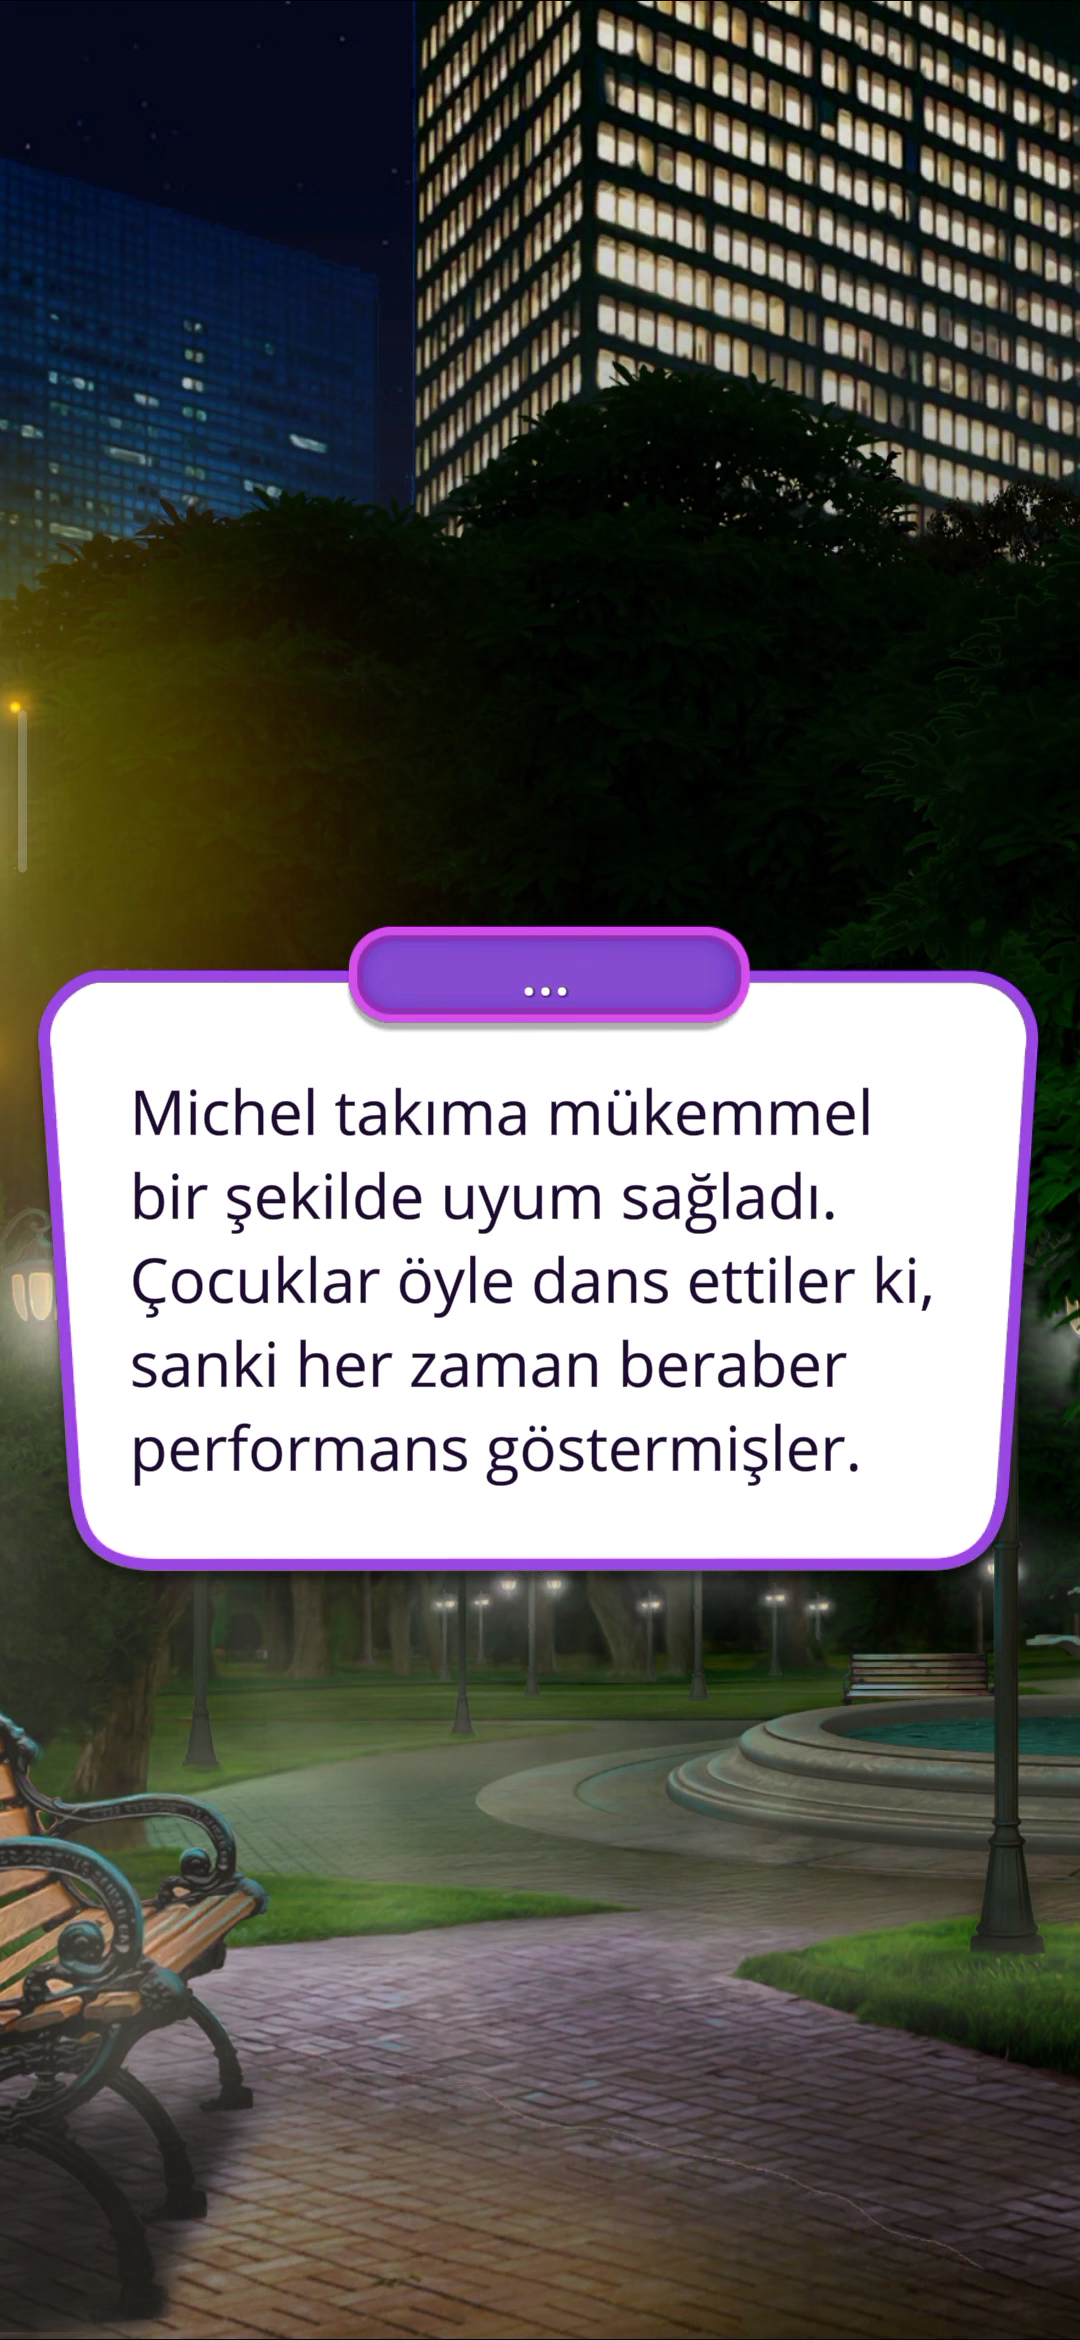 ...
Michel takıma mükemmel
bir şekilde uyum sağladı.
Çocuklar öyle dans ettiler ki,
sanki her zaman beraber
performans göstermişler.